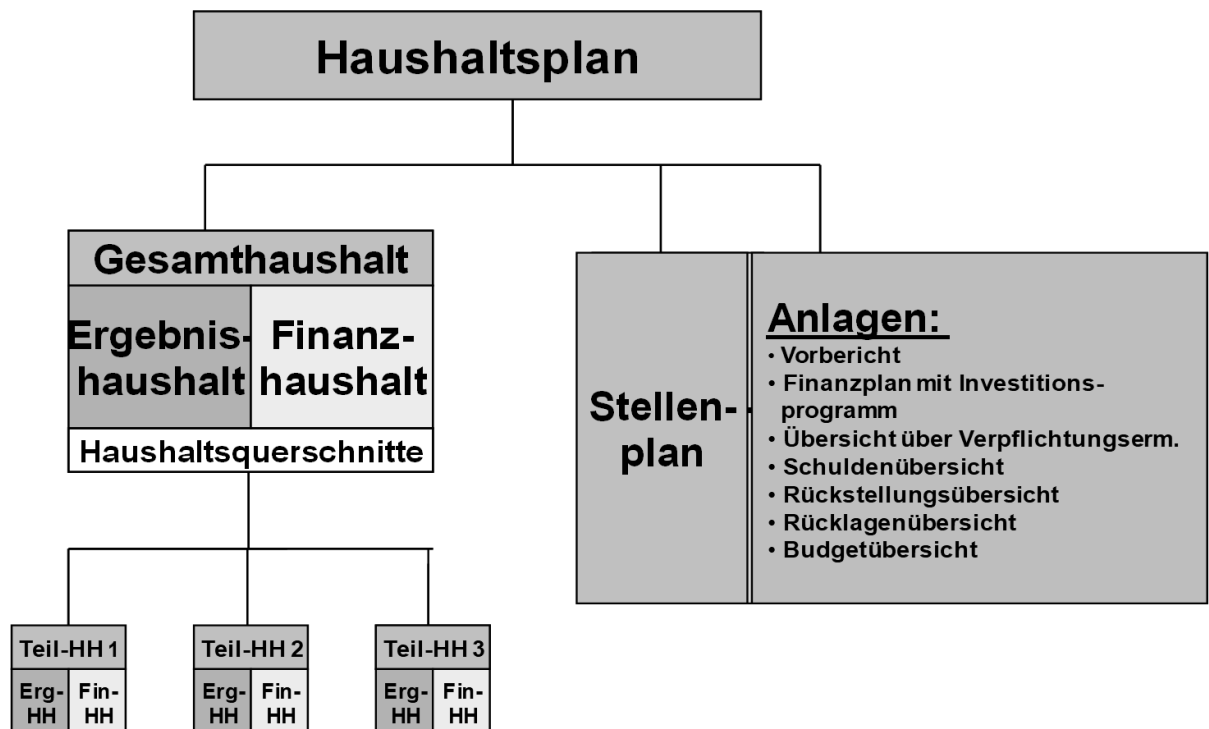 Haushaltsplan
Gesamthaushalt
Ergebnis-
haushalt
Finanz-
haushalt
Haushaltsquerschnitte
Stellen-
plan
Anlagen:
• Vorbericht
• Finanzplan mit Investitions-
programm
• Übersicht über Verpflichtungserm.
• Schuldenübersicht
• Rückstellungsübersicht
• Rücklagenübersicht
• Budgetübersicht
Teil-HH 1
Erg-
HH
Fin-
HH
Teil-HH 2
Erg-
HH
Fin-
HH
Teil-HH 3
Erg-
HH
Fin-
HH